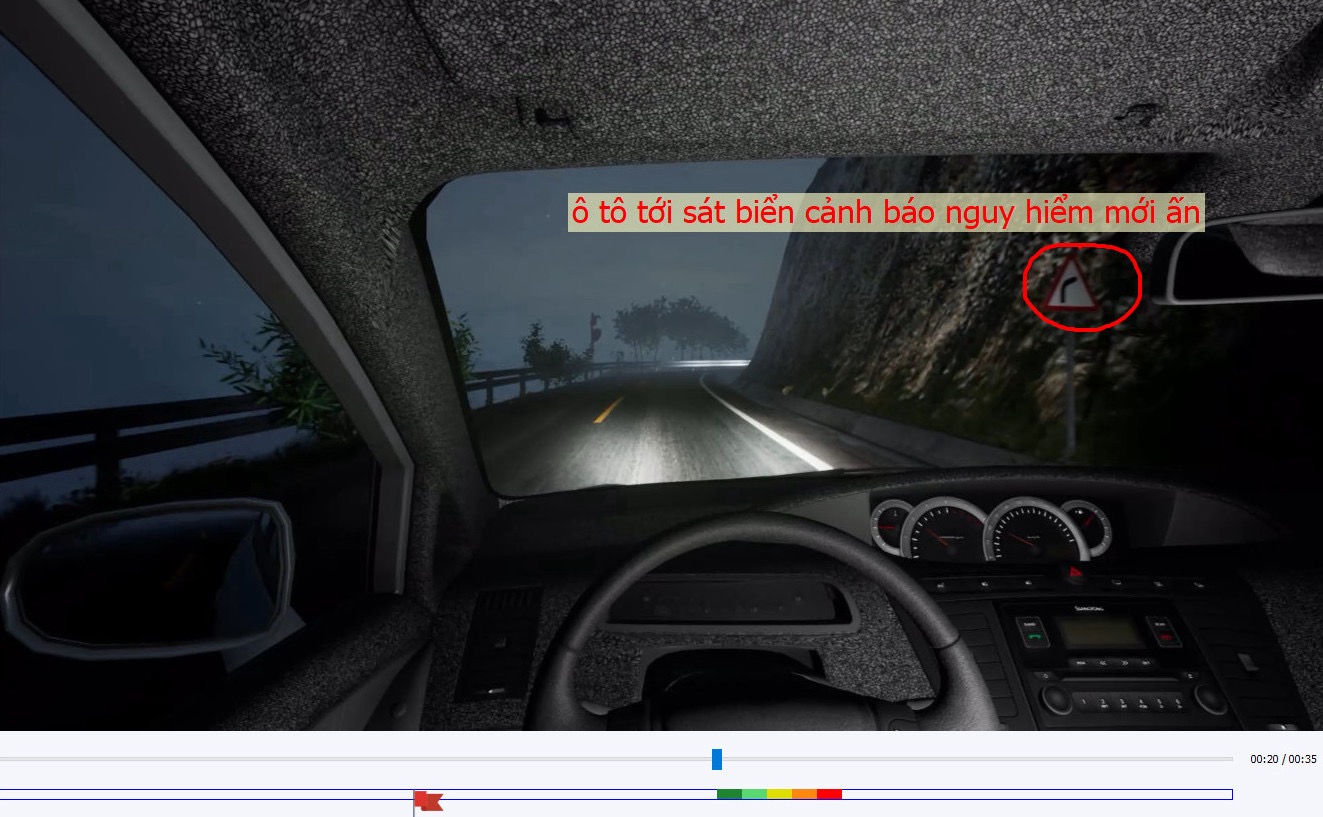 ô tô tới sát biển cảnh báo nguy hiểm mới ấn
00:20 / 00:35